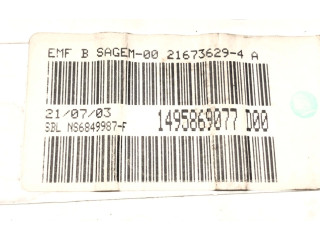 EMF B SAGEM-00 21673629-4 A
21/07/03
SBL NS6849987-F
1495869077 D00